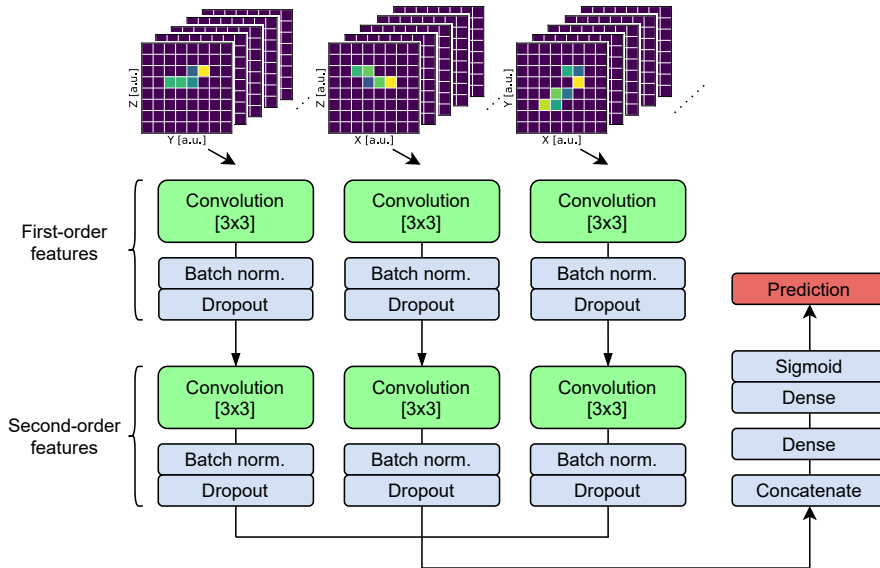 Z [a.u.]
Y [a.u.]
Z [a.u.]
X [a.u.]
Y [a.u.]
X [a.u.]
First-order
features
Convolution
[3x3]
Convolution
[3x3]
Convolution
[3x3]
Batch norm.
Batch norm.
Batch norm.
Dropout
Dropout
Dropout
Second-order
features
Convolution
[3x3]
Convolution
[3x3]
Convolution
[3x3]
Batch norm.
Batch norm.
Batch norm.
Dropout
Dropout
Dropout
Prediction
Sigmoid
Dense
Dense
Concatenate